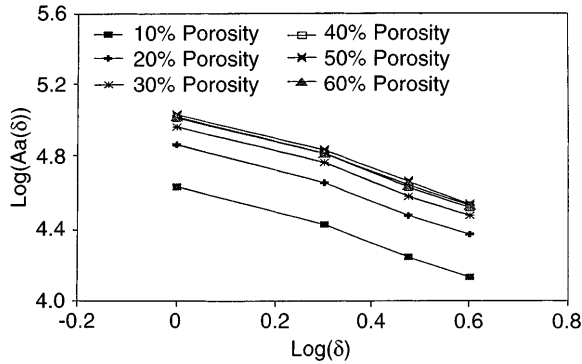 5.6
10% Porosity 40% Porosity
20% Porosity 50% Porosity
30% Porosity 60% Porosity
5.2
4.8
4.4
4.0
Log(Aa(δ))
-0.2 0 0.2 0.4 0.6 0.8
Log(δ)